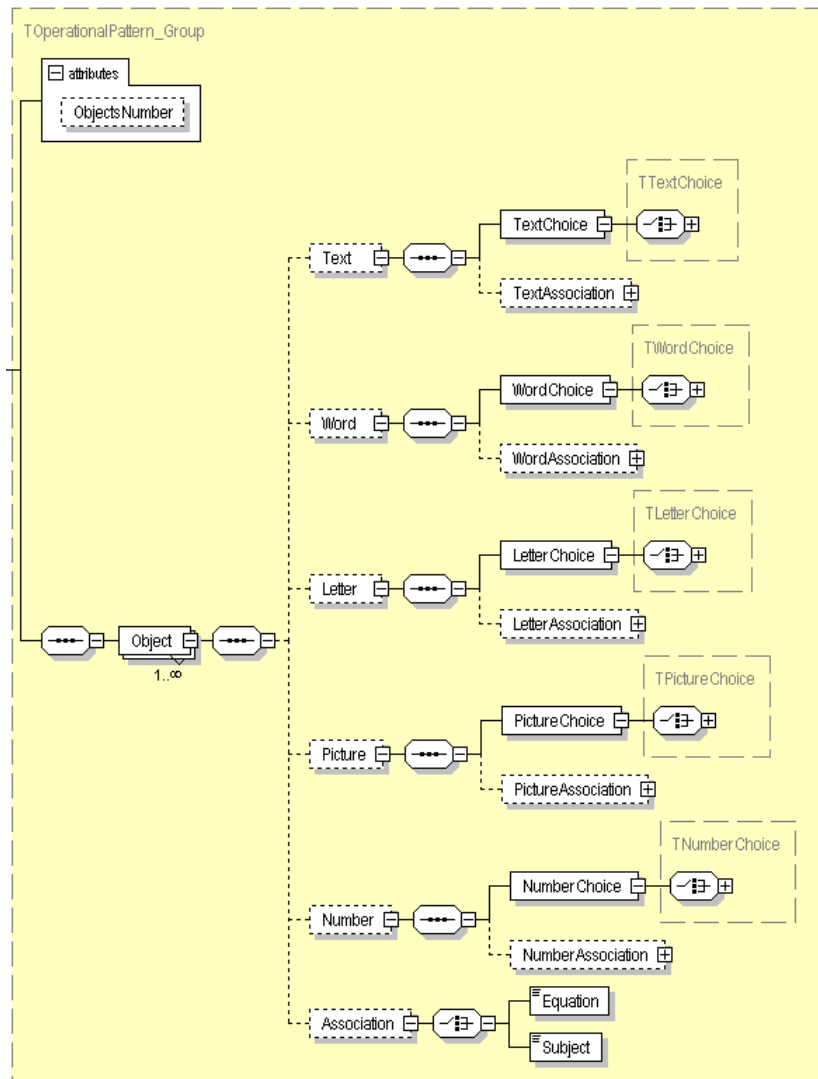 TOperationalPattern_Group
attributes
ObjectsNumber
TTextChoice
TextChoice
Text
TextAssociation
TWordChoice
WordChoice
Word
WordAssociation
TLetterChoice
LetterChoice
Letter
LetterAssociation
Object
1..∞
TPictureChoice
PictureChoice
Picture
PictureAssociation
TNumberChoice
NumberChoice
Number
NumberAssociation
Equation
Association
Subject